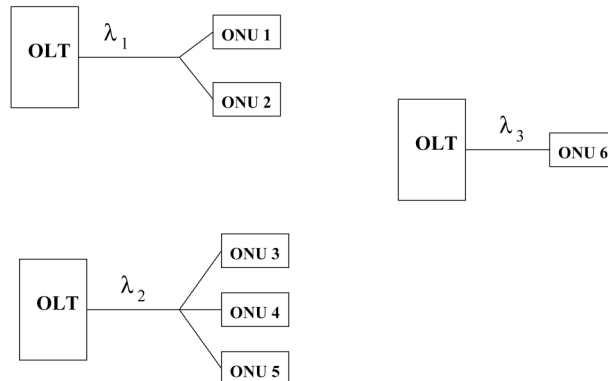 OLT
λ1
ONU 1
ONU 2
OLT
λ3
ONU 6
OLT
λ2
ONU 3
ONU 4
ONU 5